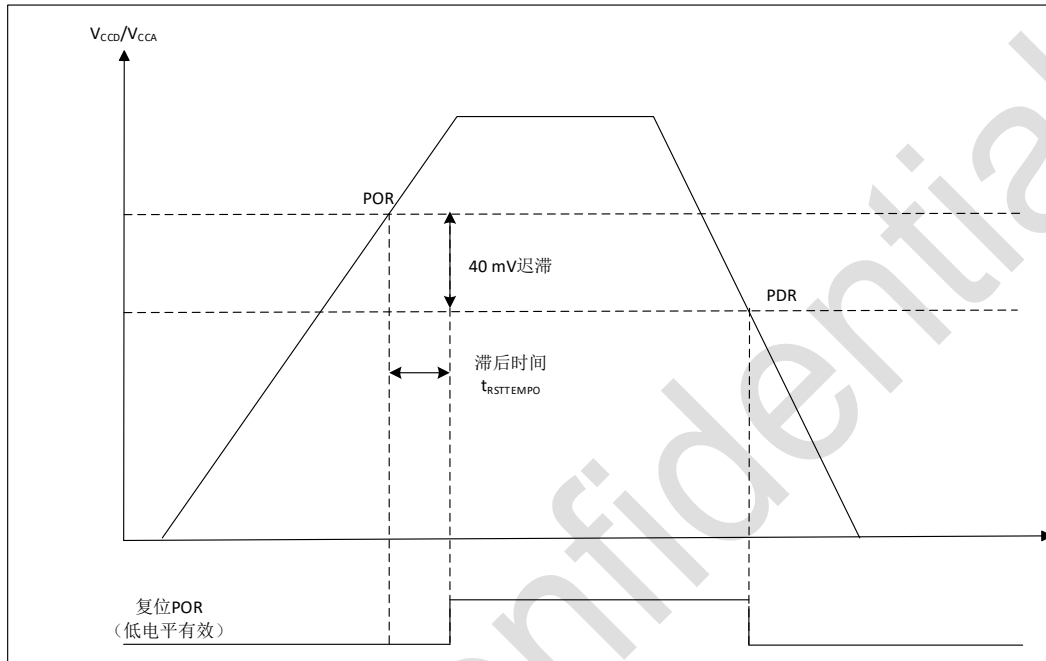 VCCD/VCCA
POR
40 mV迟滞
PDR
滞后时间
tRSTTEMPO
复位POR
（低电平有效）
nfidential